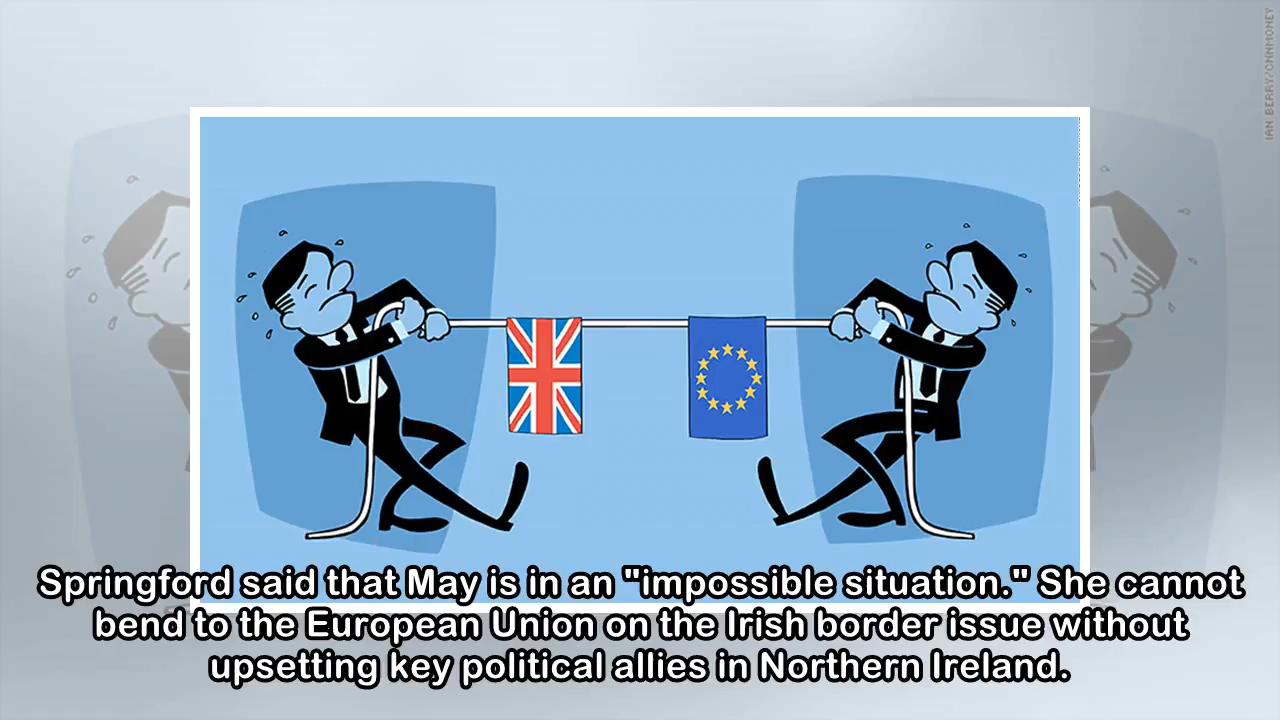 IAN BERRY/CNNMONEY
Springford said that May is in an "impossible situation." She cannot
bend to the European Union on the Irish border issue without
upsetting key political allies in Northern Ireland.